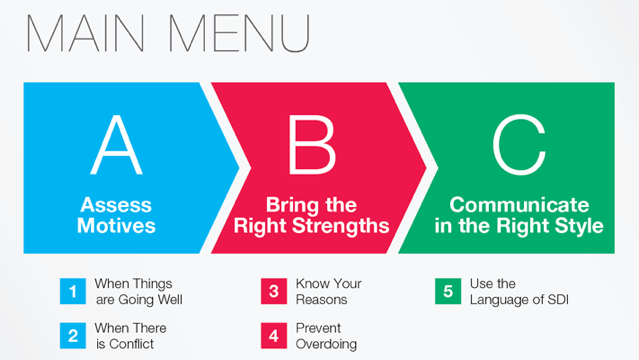 MAIN MENU
A
Assess
Motives
B
Bring the
Right Strengths
C
Communicate
in the Right Style
1
When Things
are Going Well
2
When There
is Conflict
3
Know Your
Reasons
4
Prevent
Overdoing
5
Use the
Language of SDI